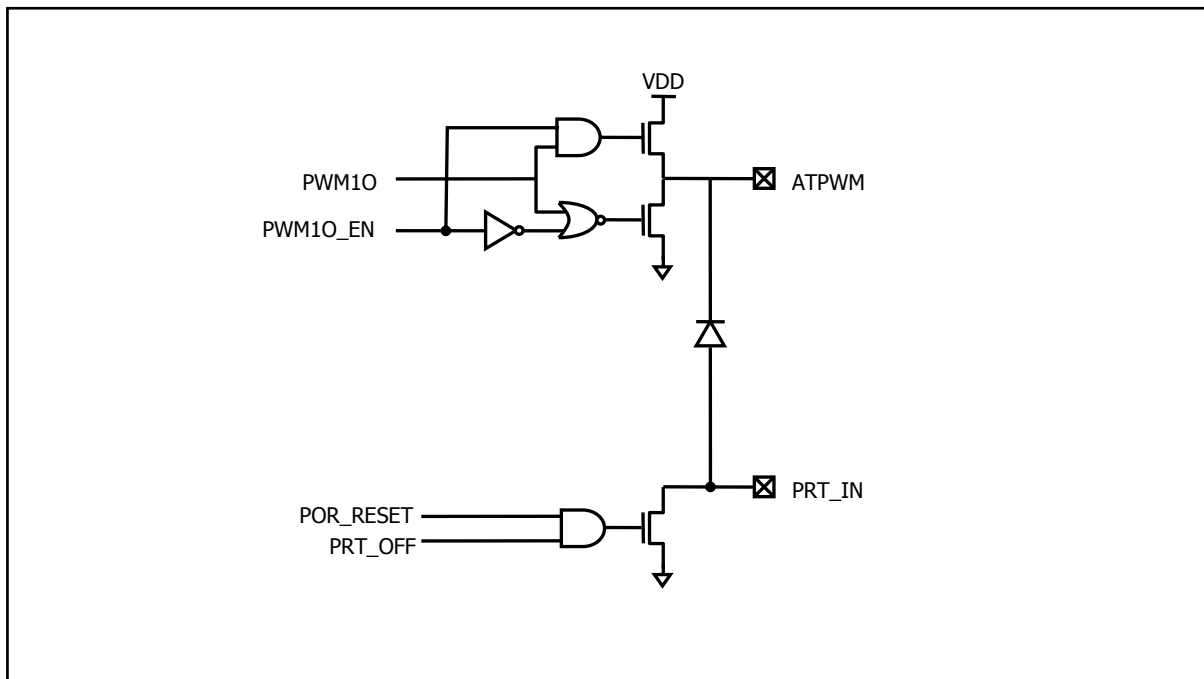 VDD
PWM1O
ATPWM
PWM1O_EN
PRT_IN
POR_RESET
PRT_OFF